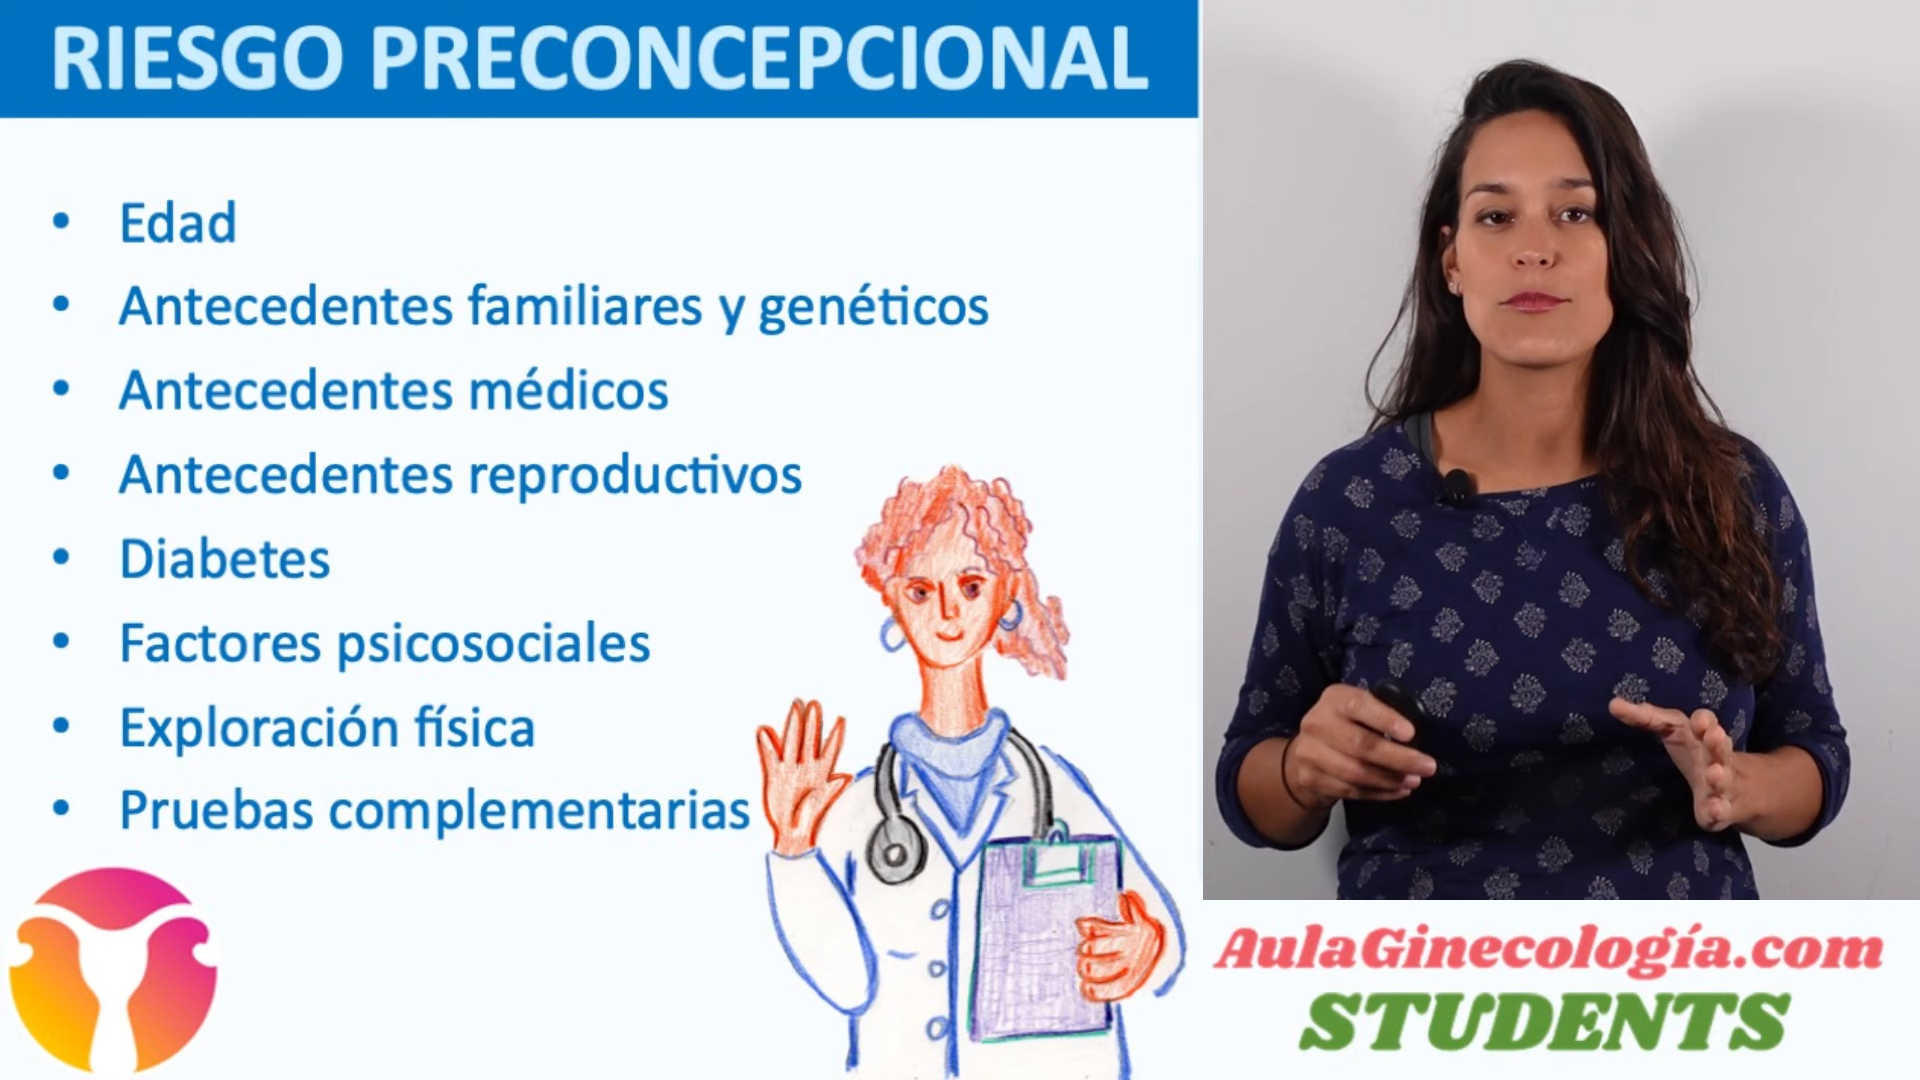 RIESGO PRECONCEPCIONAL
• Edad
• Antecedentes familiares y genéticos
• Antecedentes médicos
• Antecedentes reproductivos
• Diabetes
• Factores psicosociales
• Exploración física
• Pruebas complementarias
AulaGinecología.com
STUDENTS